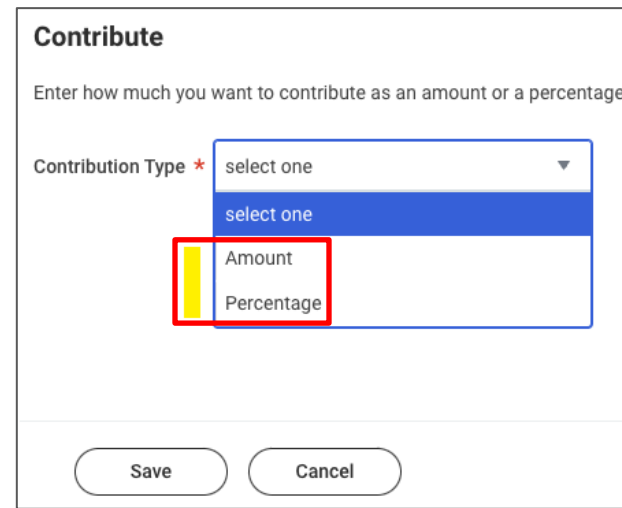 Contribute
Enter how much you want to contribute as an amount or a percentage
Contribution Type * select one
select one
Amount
Percentage
Save Cancel